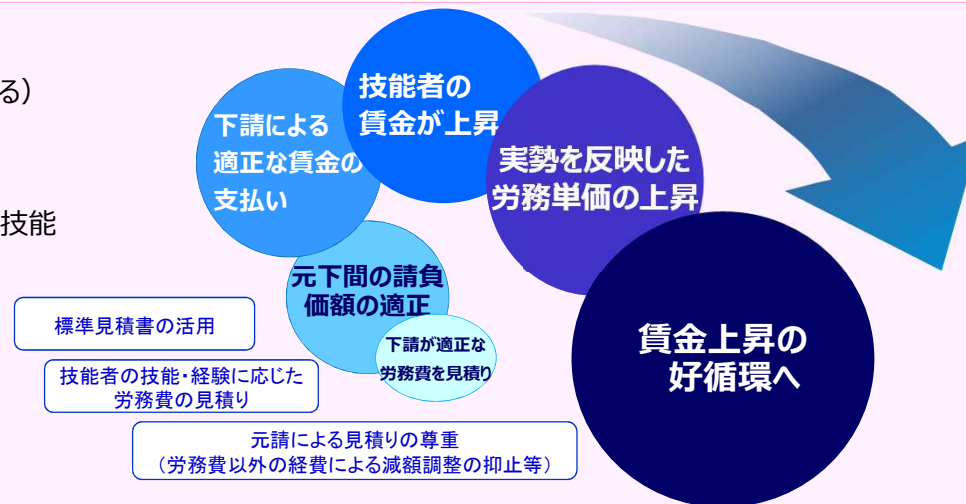 る）
技能
技能者の
賃金が上昇
下請による
適正な賃金の
支払い
実勢を反映した
労務単価の上昇
元下間の請負
価額の適正
下請が適正な
労務費を見積り
賃金上昇の
好循環へ
標準見積書の活用
技能者の技能・経験に応じた
労務費の見積り
元請による見積りの尊重
（労務費以外の経費による減額調整の抑止等）